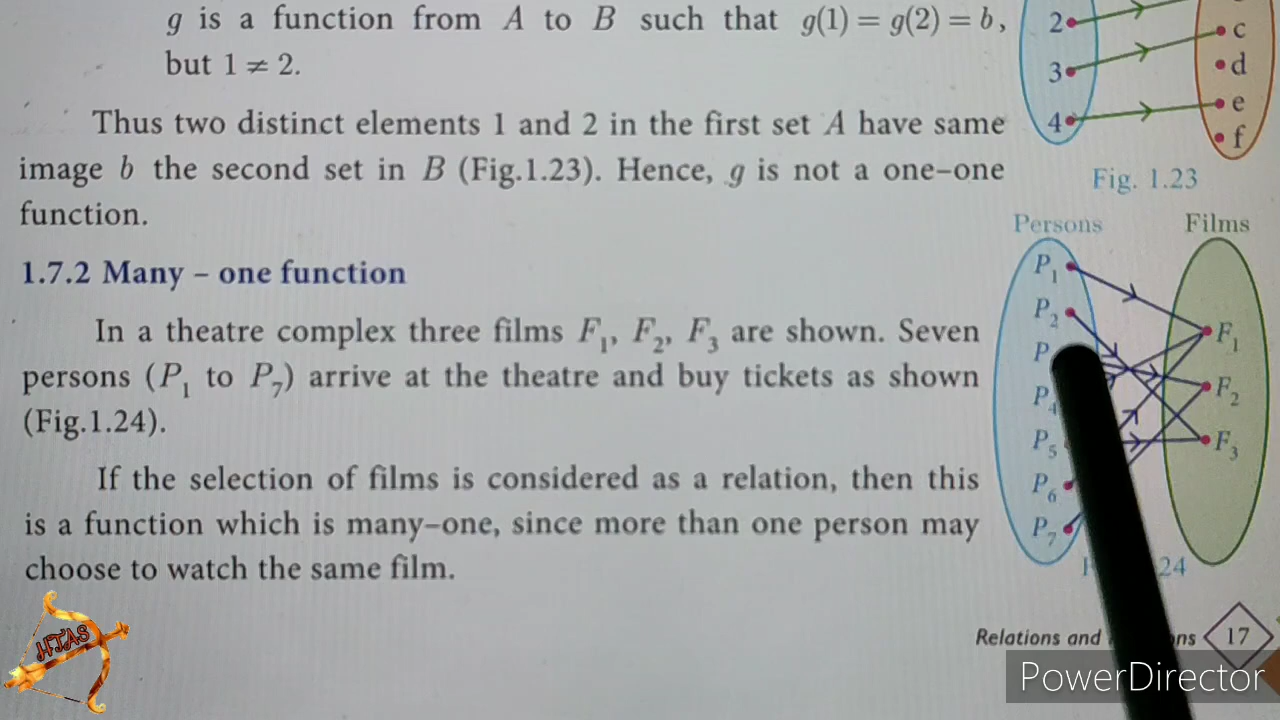 g is a function from A to B such that g(1) = g(2) = b,
but 1 ≠ 2.
Thus two distinct elements 1 and 2 in the first set A have same
image b the second set in B (Fig.1.23). Hence, g is not a one–one
function.
1.7.2 Many – one function
In a theatre complex three films F₁, F₂, F₃ are shown. Seven
persons (P₁ to P₇) arrive at the theatre and buy tickets as shown
(Fig.1.24).
If the selection of films is considered as a relation, then this
is a function which is many–one, since more than one person may
choose to watch the same film.
2
3
4
c
d
e
f
Fig. 1.23
Persons Films
P₁
P₂
P
P₄
P₅
P₆
P₇
F₁
F₂
F₃
24
Relations and
17
HTAS
PowerDirector